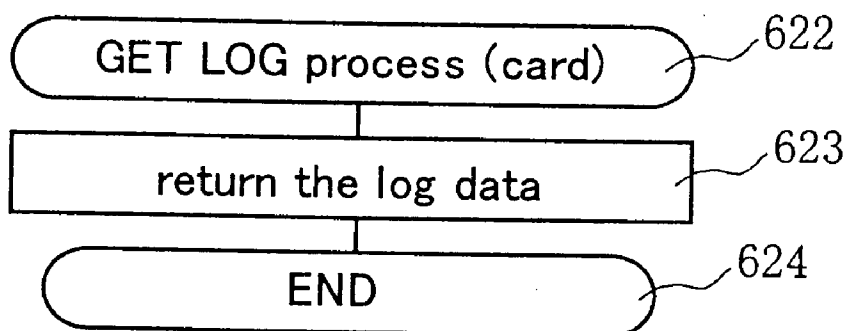 GET LOG process (card)
622
return the log data
623
END
624